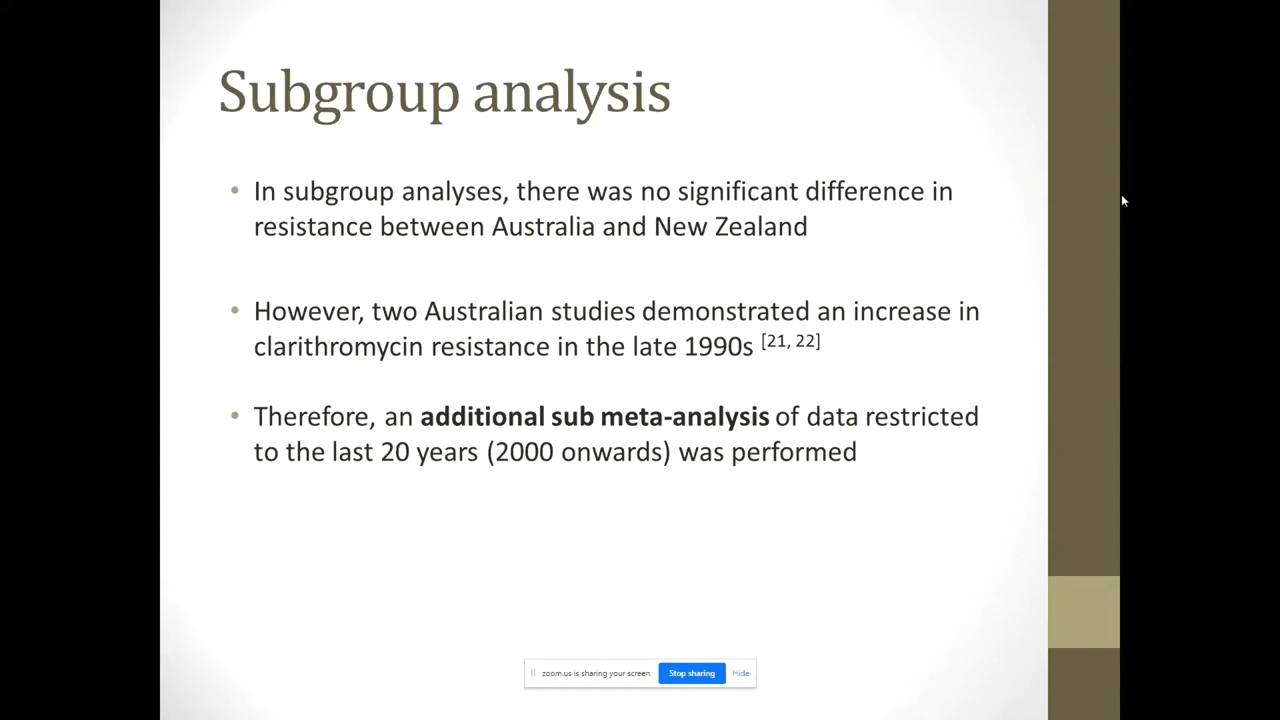 Subgroup analysis
• In subgroup analyses, there was no significant difference in
resistance between Australia and New Zealand
• However, two Australian studies demonstrated an increase in
clarithromycin resistance in the late 1990s [21, 22]
• Therefore, an additional sub meta-analysis of data restricted
to the last 20 years (2000 onwards) was performed
zoom.us is sharing your screen. Stop sharing Hide